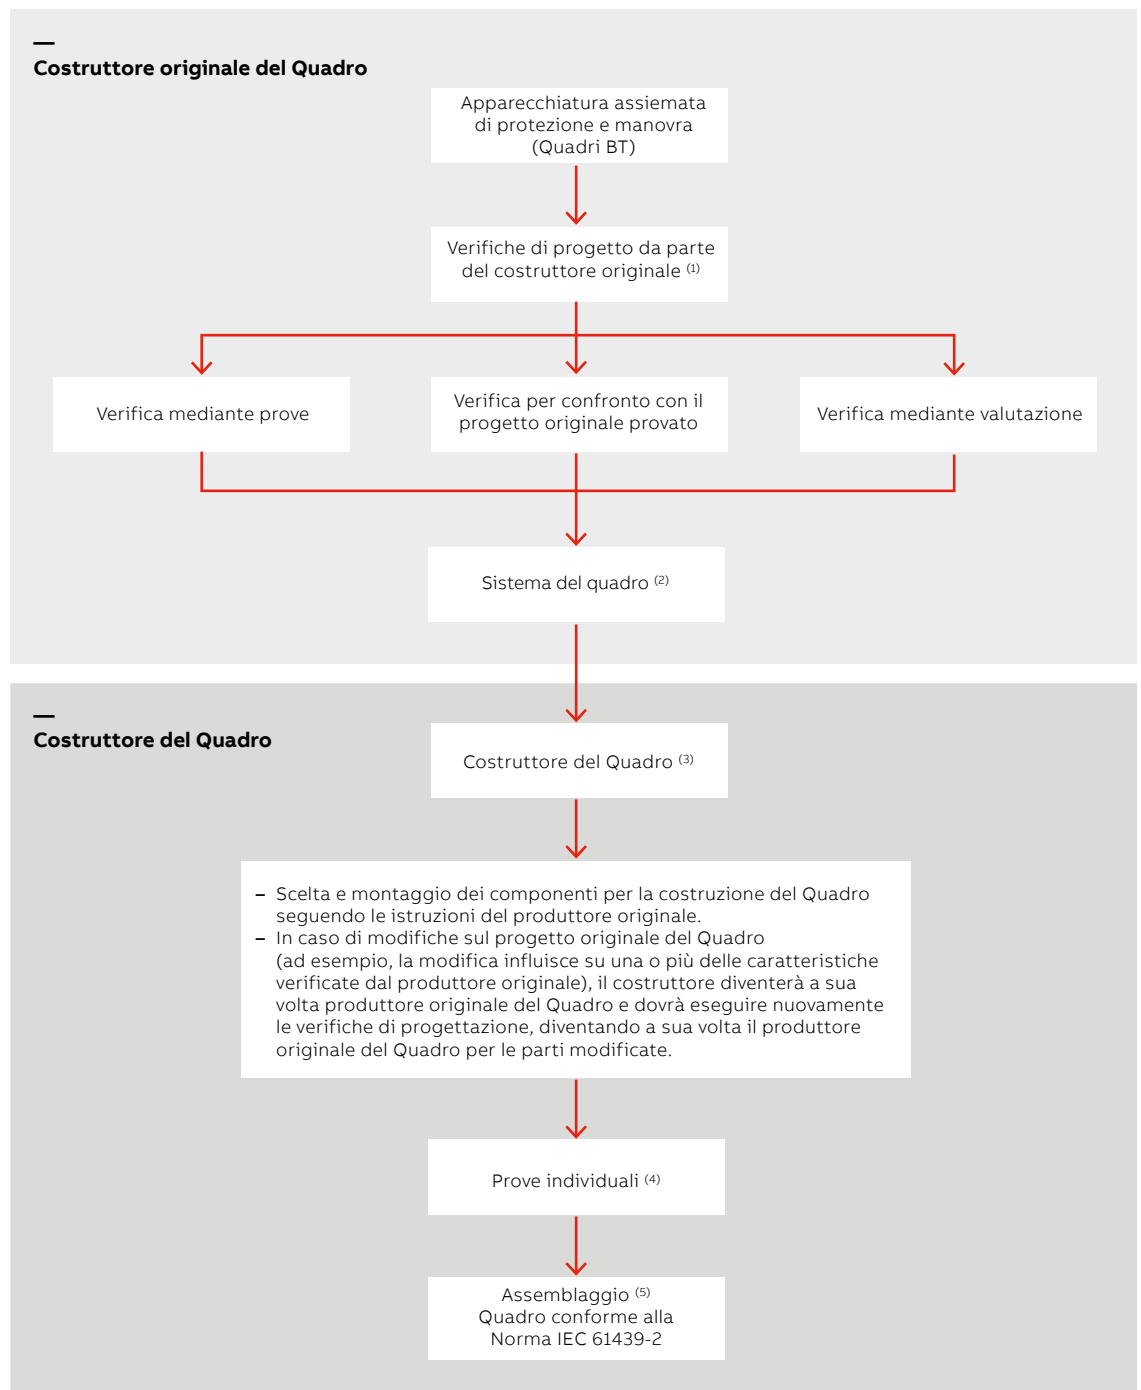 Costruttore originale del Quadro
Apparecchiatura assiemata
di protezione e manovra
(Quadri BT)
Verifiche di progetto da parte
del costruttore originale (1)
Verifica mediante prove
Verifica per confronto con il
progetto originale provato
Verifica mediante valutazione
Sistema del quadro (2)
Costruttore del Quadro
Costruttore del Quadro (3)
– Scelta e montaggio dei componenti per la costruzione del Quadro
seguendo le istruzioni del produttore originale.
– In caso di modifiche sul progetto originale del Quadro
(ad esempio, la modifica influisce su una o più delle caratteristiche
verificate dal produttore originale), il costruttore diventerà a sua
volta produttore originale del Quadro e dovrà eseguire nuovamente
le verifiche di progettazione, diventando a sua volta il produttore
originale del Quadro per le parti modificate.
Prove individuali (4)
Assemblaggio (5)
Quadro conforme alla
Norma IEC 61439-2